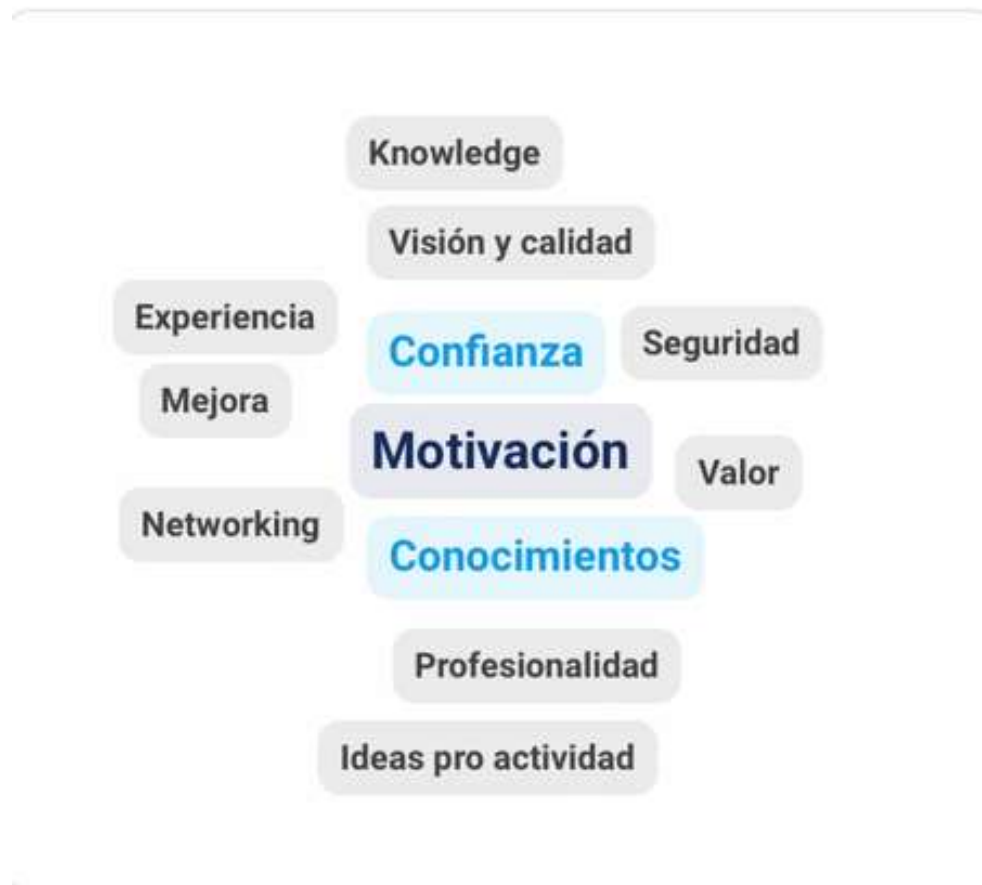 Knowledge
Visión y calidad
Experiencia
Confianza
Seguridad
Mejora
Motivación
Valor
Networking
Conocimientos
Profesionalidad
Ideas pro actividad